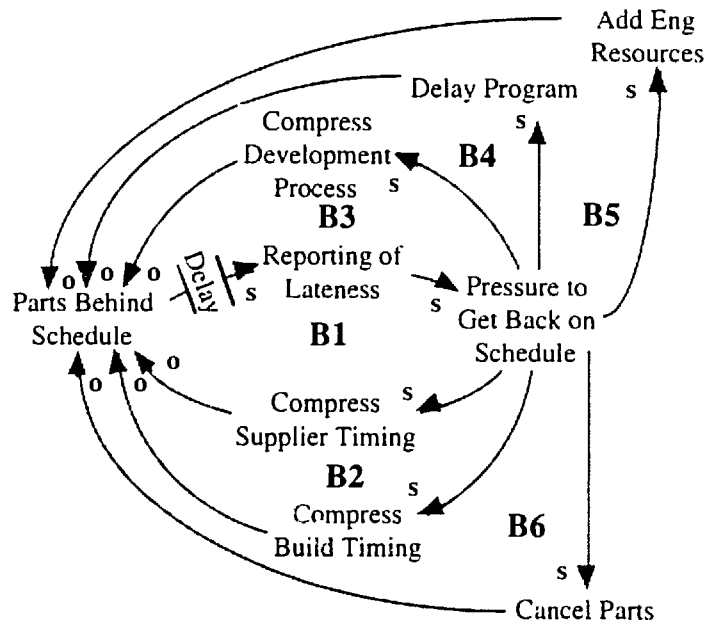 Add Eng
Resources
s
Delay Program
s
Compress
Development
Process
s
B4
B3
B5
o
o
o
Delay
s
Reporting of
Lateness
s
Parts Behind
Schedule
Pressure to
Get Back on
Schedule
B1
o
o
o
Compress
Supplier Timing
s
B2
s
Compress
Build Timing
B6
s
Cancel Parts